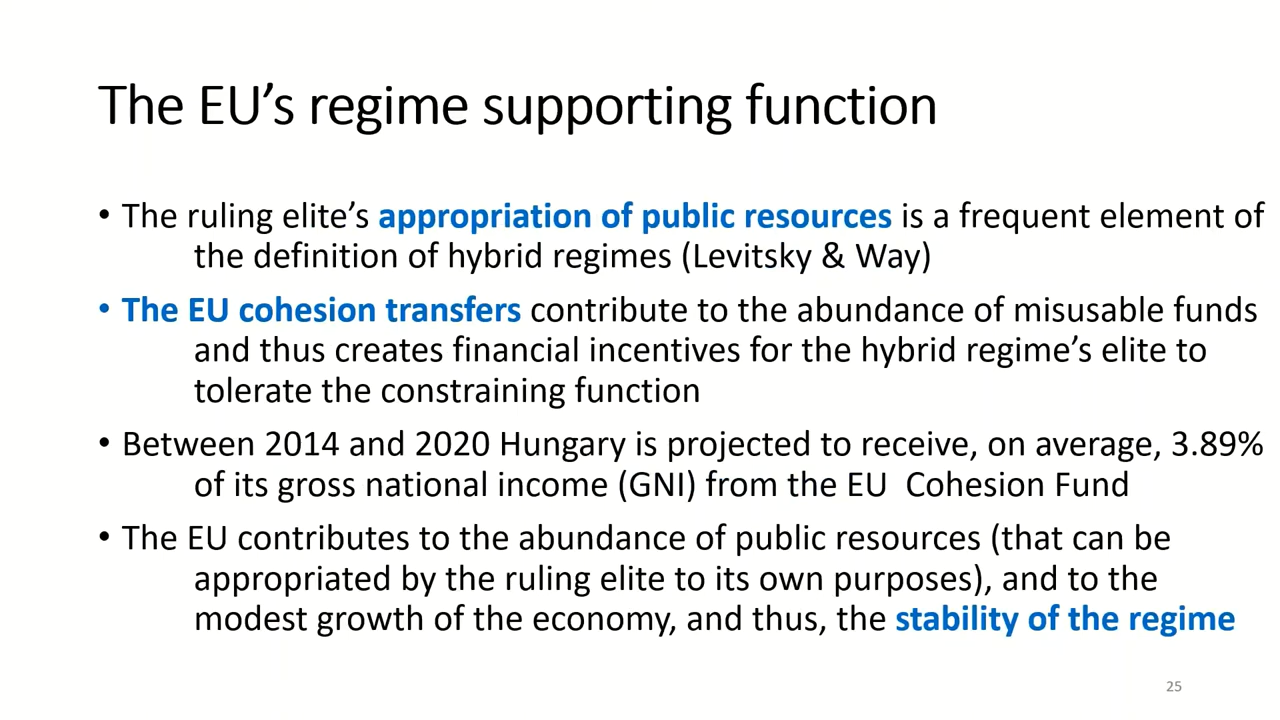 The EU’s regime supporting function
• The ruling elite’s appropriation of public resources is a frequent element of
the definition of hybrid regimes (Levitsky & Way)
• The EU cohesion transfers contribute to the abundance of misusable funds
and thus creates financial incentives for the hybrid regime’s elite to
tolerate the constraining function
• Between 2014 and 2020 Hungary is projected to receive, on average, 3.89%
of its gross national income (GNI) from the EU  Cohesion Fund
• The EU contributes to the abundance of public resources (that can be
appropriated by the ruling elite to its own purposes), and to the
modest growth of the economy, and thus, the stability of the regime
25